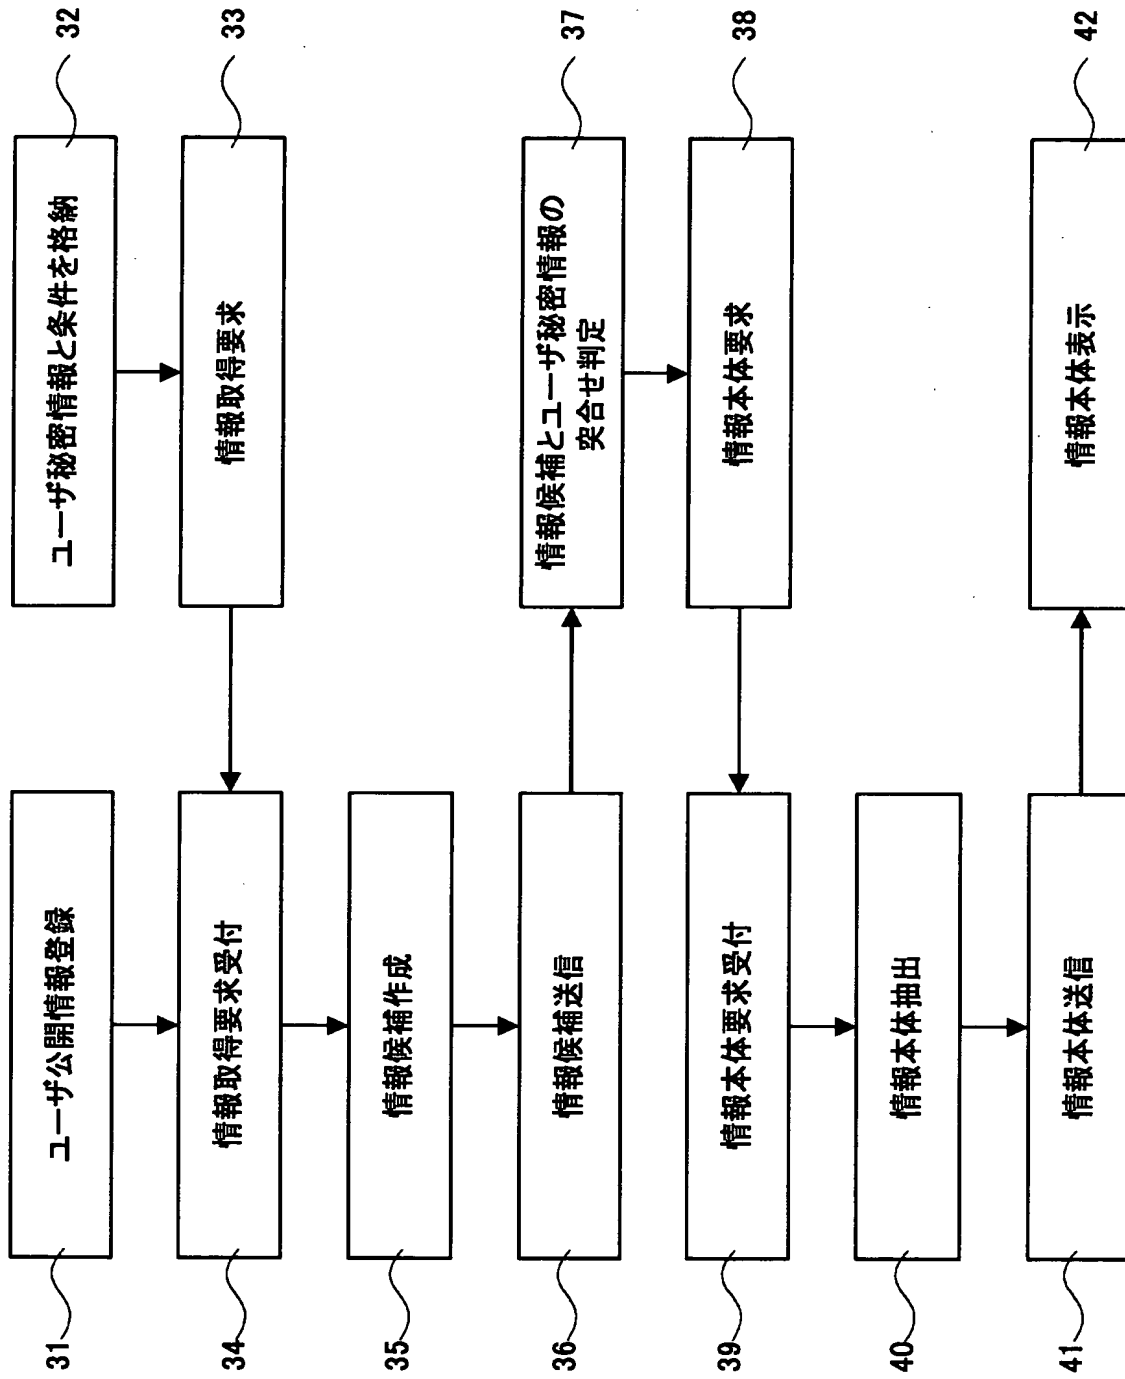 31
ユーザ公開情報登録
32
ユーザ秘密情報と条件を格納
33
情報取得要求
34
情報取得要求受付
35
情報候補作成
36
情報候補送信
37
情報候補とユーザ秘密情報の
突合せ判定
38
情報本体要求
39
情報本体要求受付
40
情報本体抽出
41
情報本体送信
42
情報本体表示